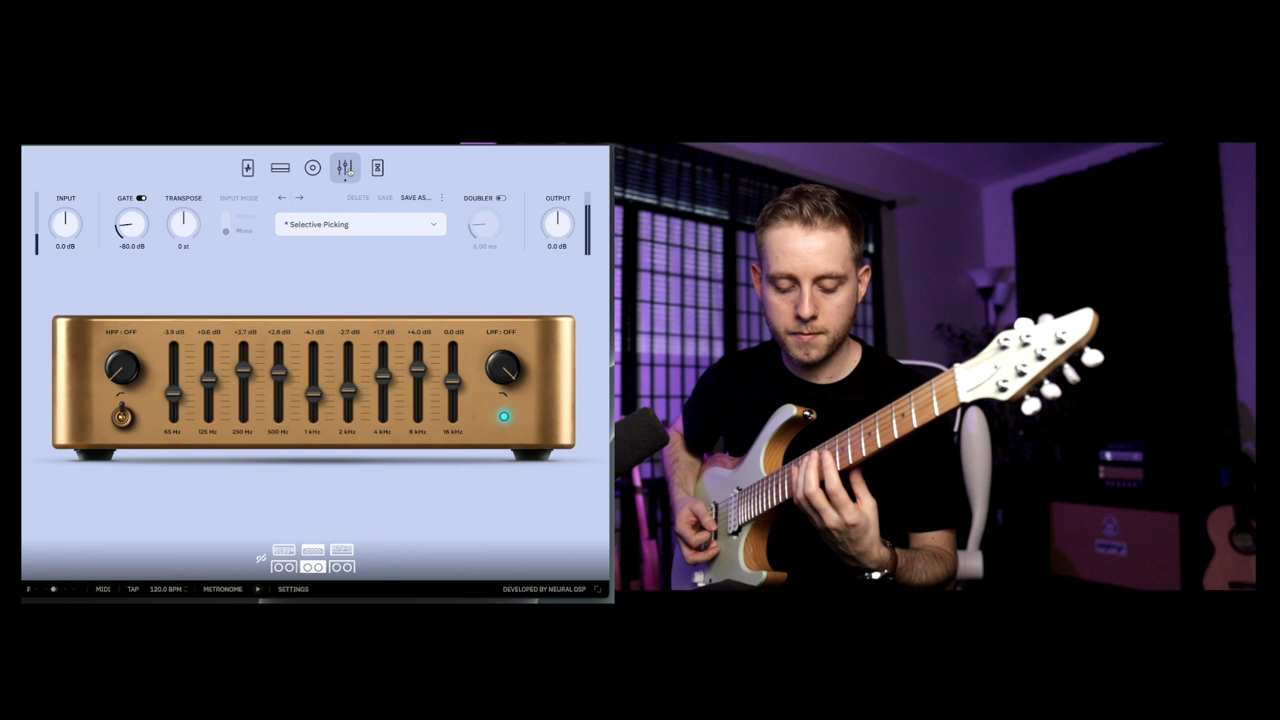 INPUT GATE TRANSPOSE INPUT MODE DELETE SAVE SAVE AS... DOUBLER OUTPUT
Stereo
* Selective Picking
Mono
0.0 dB -80.0 dB 0 st 6.00 ms 0.0 dB
HPF: OFF -3.9 dB +0.6 dB +3.7 dB +2.8 dB -4.1 dB -2.7 dB +1.7 dB +4.0 dB 0.0 dB LPF: OFF
65 Hz 125 Hz 250 Hz 500 Hz 1 kHz 2 kHz 4 kHz 8 kHz 16 kHz
MIDI TAP 120.0 BPM METRONOME SETTINGS DEVELOPED BY NEURAL DSP